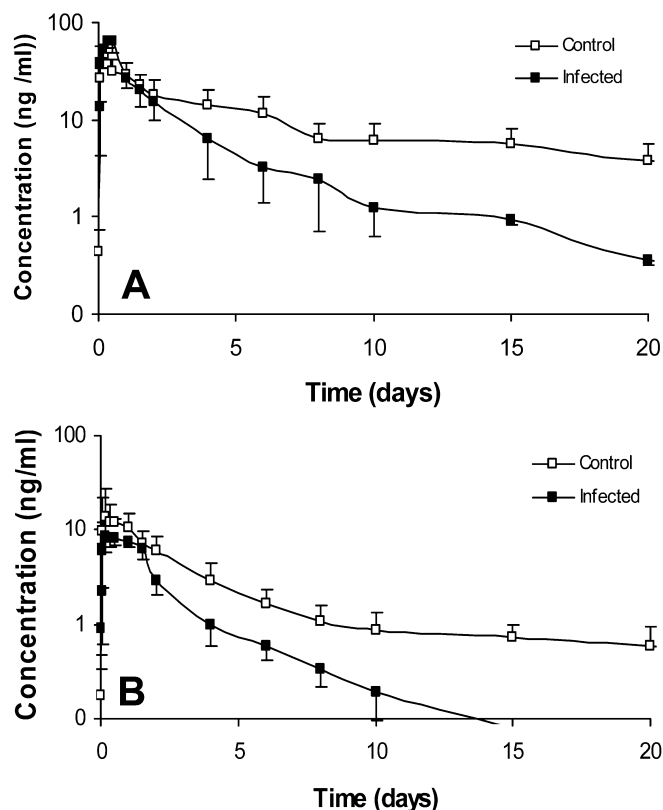 100
10
1
0
Concentration (ng /ml))
Control
Infected
A
0 5 10 15 20
Time (days)
100
10
1
0
Concentration (ng/ml)
Control
Infected
B
0 5 10 15 20
Time (days)